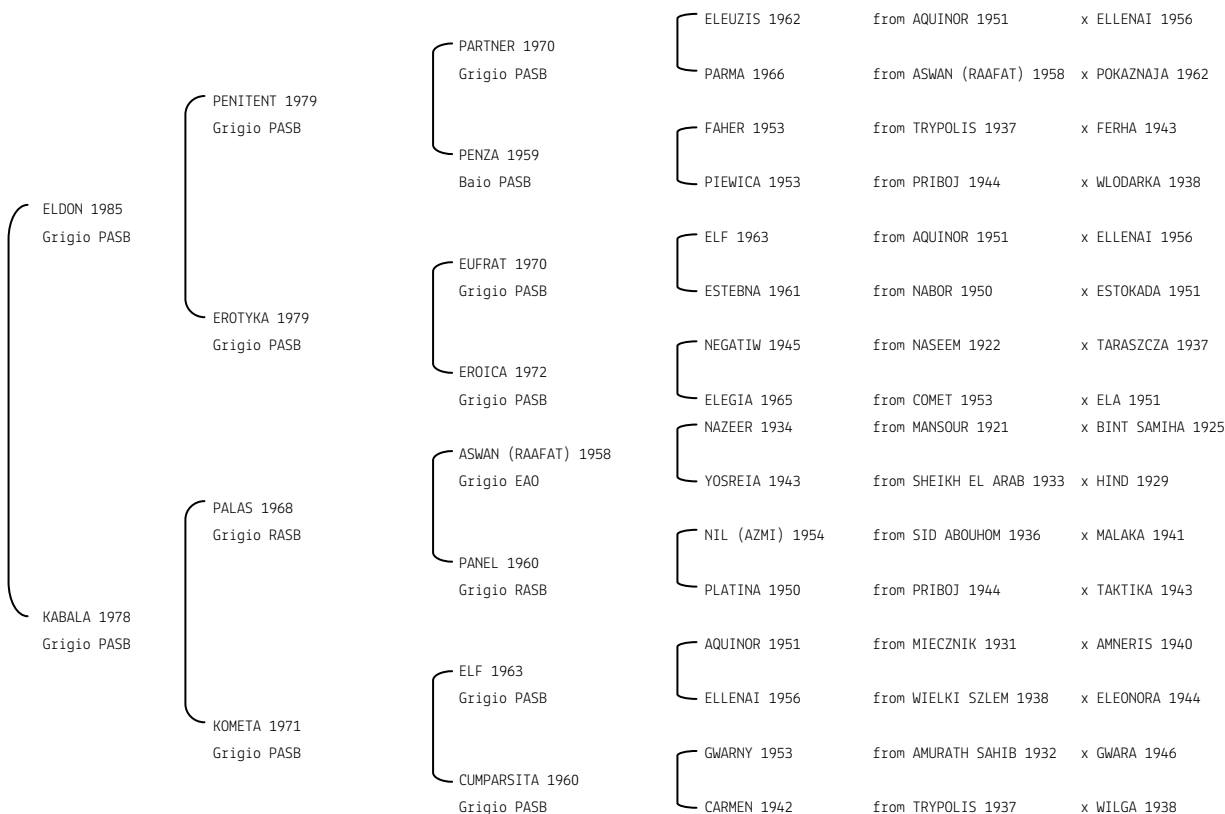 ELEUZIS 1962 from AQUINOR 1951 x ELLENAI 1956
PARTNER 1970
Grigio PASB PARMA 1966 from ASWAN (RAAFAT) 1958 x POKAZNAJA 1962
PENITENT 1979
Grigio PASB FAHER 1953 from TRYPOLIS 1937 x FERHA 1943
PENZA 1959
Baio PASB PIEWICA 1953 from PRIBOJ 1944 x WLODARKA 1938
ELDON 1985
Grigio PASB ELF 1963 from AQUINOR 1951 x ELLENAI 1956
EUFRAT 1970
Grigio PASB ESTEBNA 1961 from NABOR 1950 x ESTOKADA 1951
EROTYKA 1979
Grigio PASB NEGATIW 1945 from NASEEM 1922 x TARASZCZA 1937
EROICA 1972
Grigio PASB ELEGIA 1965 from COMET 1953 x ELA 1951
NAZEER 1934 from MANSOUR 1921 x BINT SAMIHA 1925
ASWAN (RAAFAT) 1958
Grigio EAO YOSREIA 1943 from SHEIKH EL ARAB 1933 x HIND 1929
PALAS 1968
Grigio RASB NIL (AZMI) 1954 from SID ABOUHOM 1936 x MALAKA 1941
PANEL 1960
Grigio RASB PLATINA 1950 from PRIBOJ 1944 x TAKTIKA 1943
KABALA 1978
Grigio PASB AQUINOR 1951 from MIECZNIK 1931 x AMNERIS 1940
ELF 1963
Grigio PASB ELLENAI 1956 from WIELKI SZLEM 1938 x ELEONORA 1944
KOMETA 1971
Grigio PASB GWARNY 1953 from AMURATH SAHIB 1932 x GWARA 1946
CUMPARSITA 1960
Grigio PASB CARMEN 1942 from TRYPOLIS 1937 x WILGA 1938